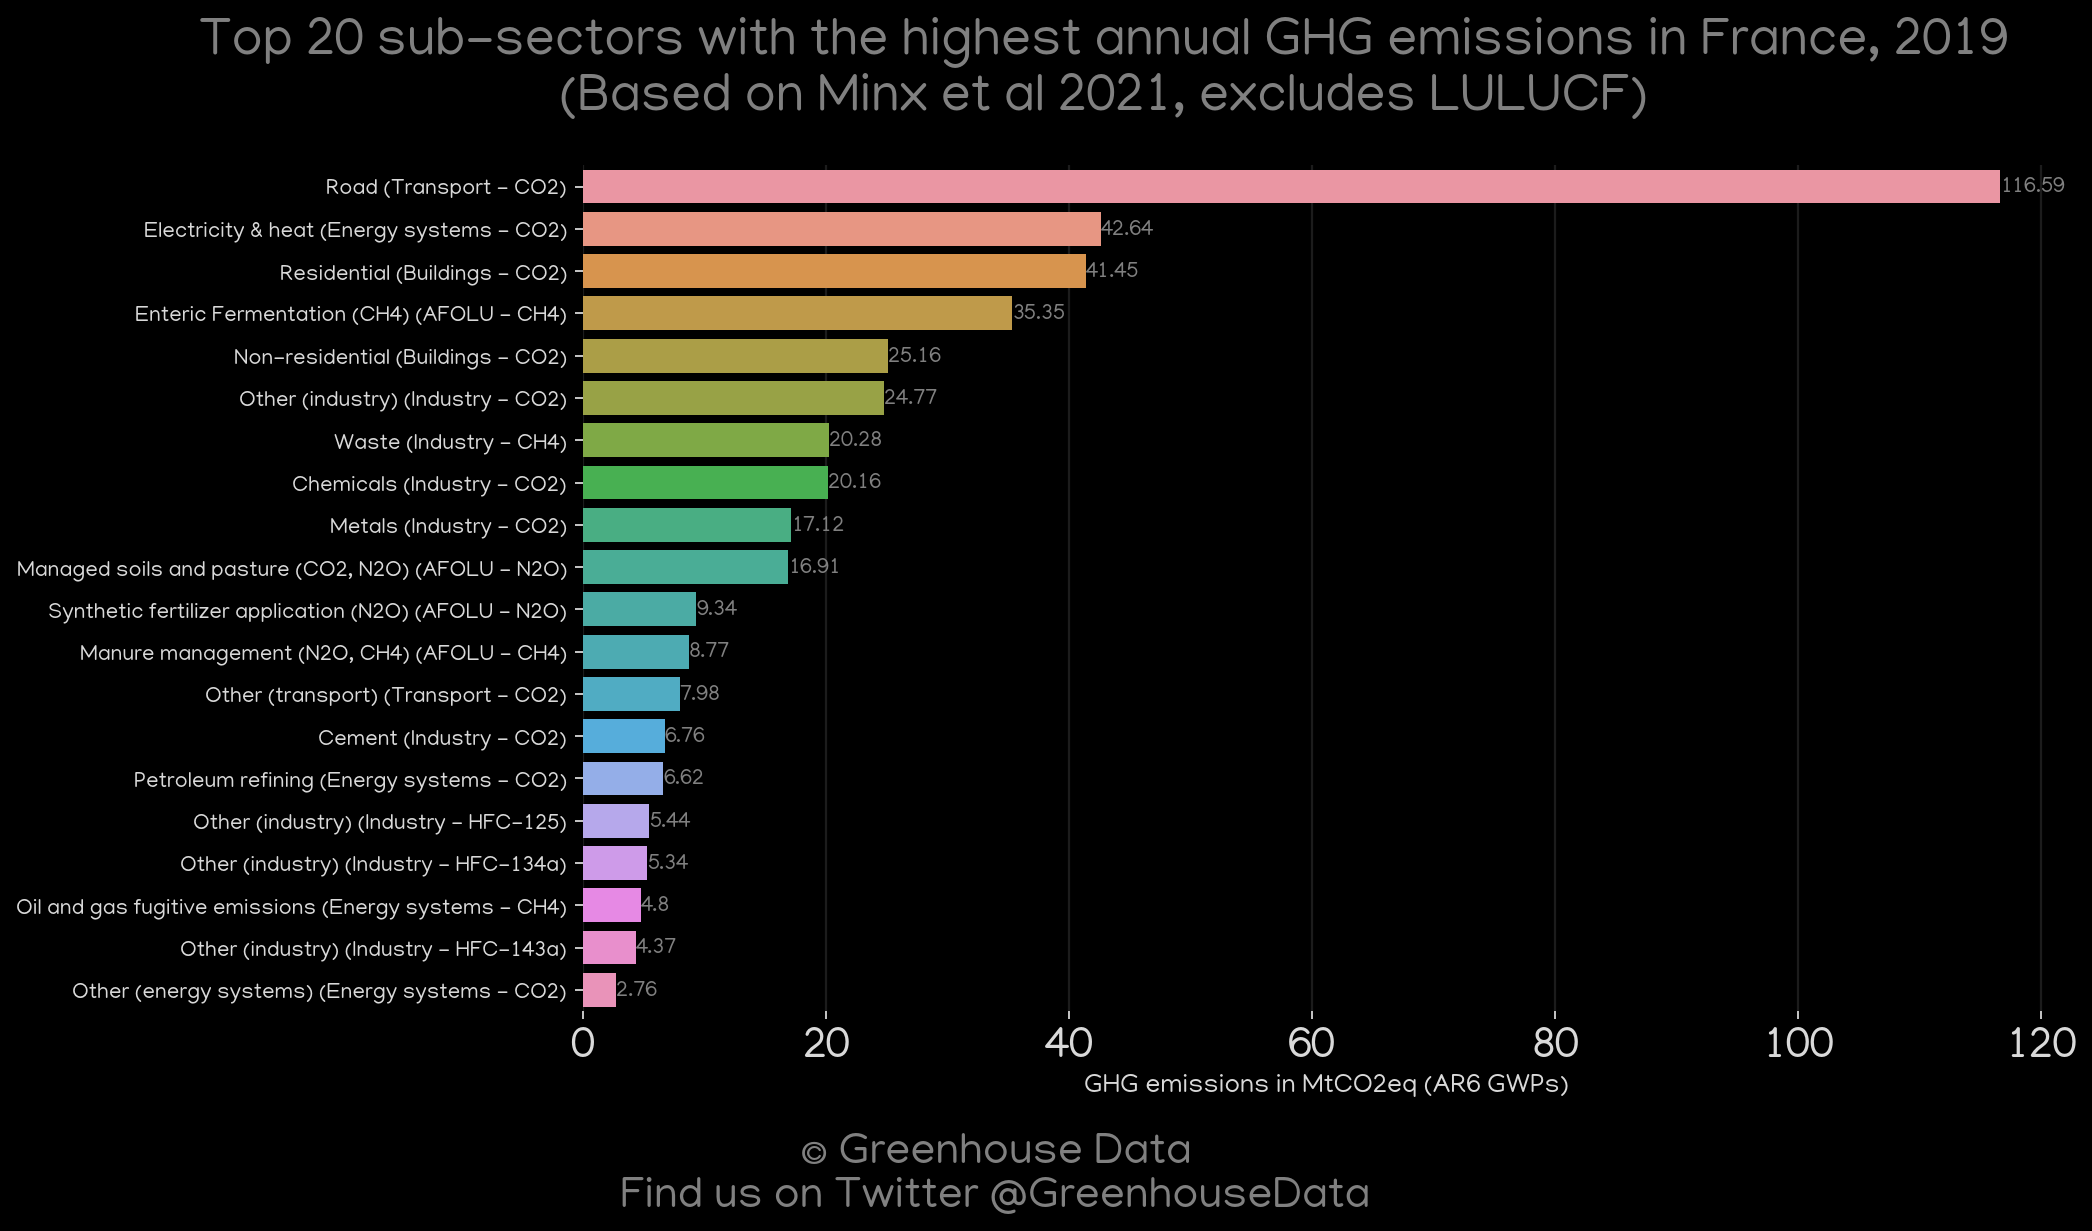 Top 20 sub-sectors with the highest annual GHG emissions in France, 2019
(Based on Minx et al 2021, excludes LULUCF)
Road (Transport - CO2) 116.59
Electricity & heat (Energy systems - CO2) 42.64
Residential (Buildings - CO2) 41.45
Enteric Fermentation (CH4) (AFOLU - CH4) 35.35
Non-residential (Buildings - CO2) 25.16
Other (industry) (Industry - CO2) 24.77
Waste (Industry - CH4) 20.28
Chemicals (Industry - CO2) 20.16
Metals (Industry - CO2) 17.12
Managed soils and pasture (CO2, N2O) (AFOLU - N2O) 16.91
Synthetic fertilizer application (N2O) (AFOLU - N2O) 9.34
Manure management (N2O, CH4) (AFOLU - CH4) 8.77
Other (transport) (Transport - CO2) 7.98
Cement (Industry - CO2) 6.76
Petroleum refining (Energy systems - CO2) 6.62
Other (industry) (Industry - HFC-125) 5.44
Other (industry) (Industry - HFC-134a) 5.34
Oil and gas fugitive emissions (Energy systems - CH4) 4.8
Other (industry) (Industry - HFC-143a) 4.37
Other (energy systems) (Energy systems - CO2) 2.76
0 20 40 60 80 100 120
GHG emissions in MtCO2eq (AR6 GWPs)
© Greenhouse Data
Find us on Twitter @GreenhouseData